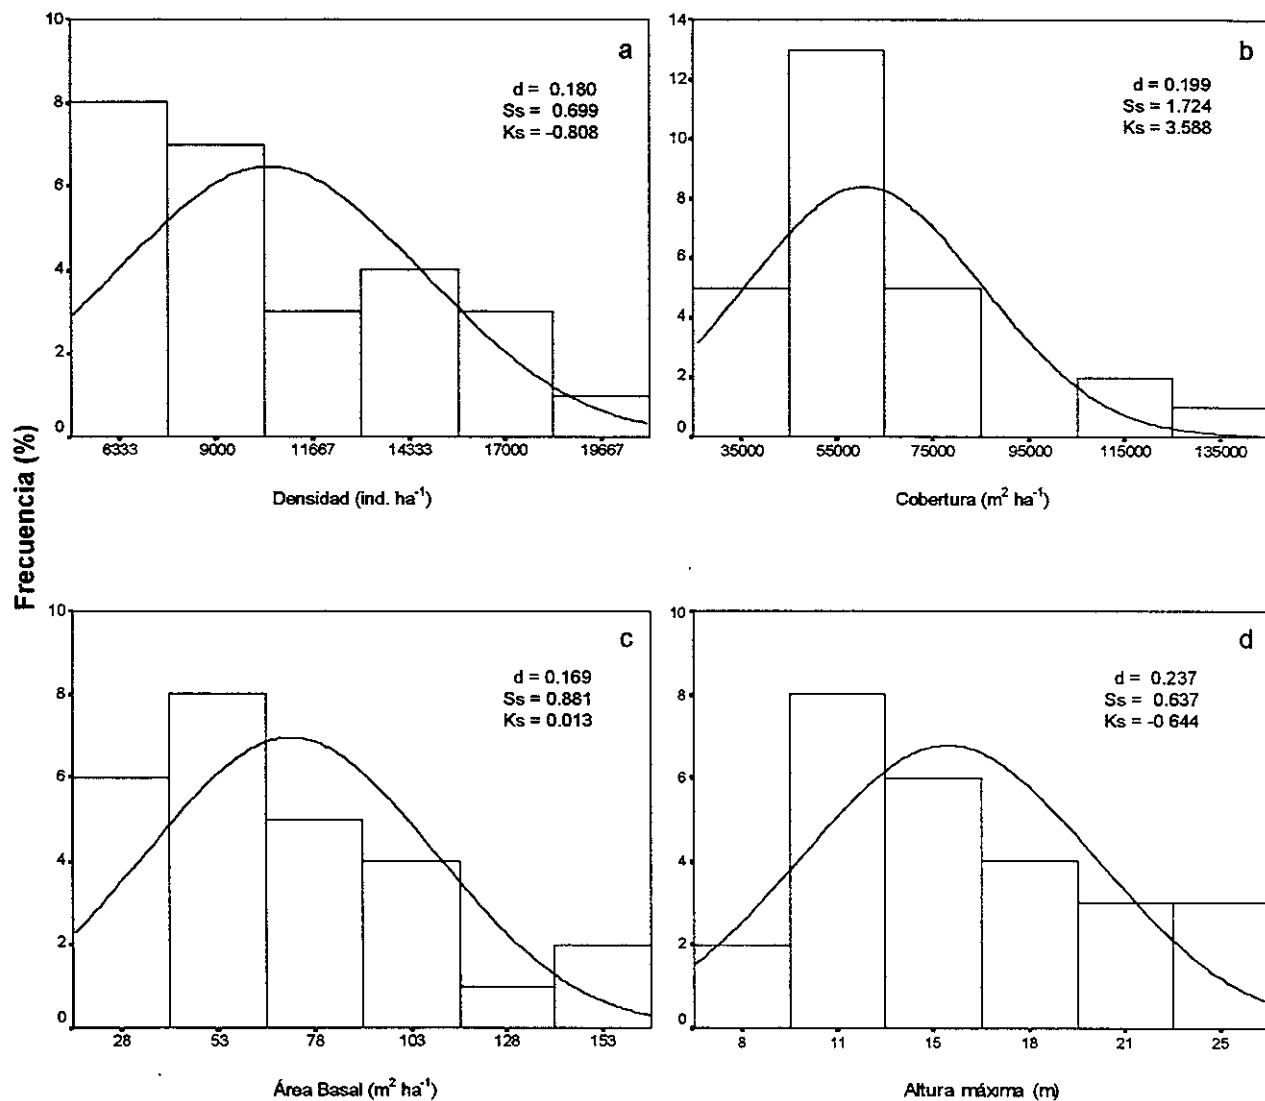 Frecuencia (%)
a
d = 0.180
Ss = 0.699
Ks = -0.808
10
8
6
4
2
0
6333 9000 11667 14333 17000 19667
Densidad (ind. ha⁻¹)
b
d = 0.199
Ss = 1.724
Ks = 3.588
14
12
10
8
6
4
2
0
35000 55000 75000 95000 115000 135000
Cobertura (m² ha⁻¹)
c
d = 0.169
Ss = 0.881
Ks = 0.013
10
8
6
4
2
0
28 53 78 103 128 153
Área Basal (m² ha⁻¹)
d
d = 0.237
Ss = 0.637
Ks = -0 644
10
8
6
4
2
0
8 11 15 18 21 25
Altura máxima (m)